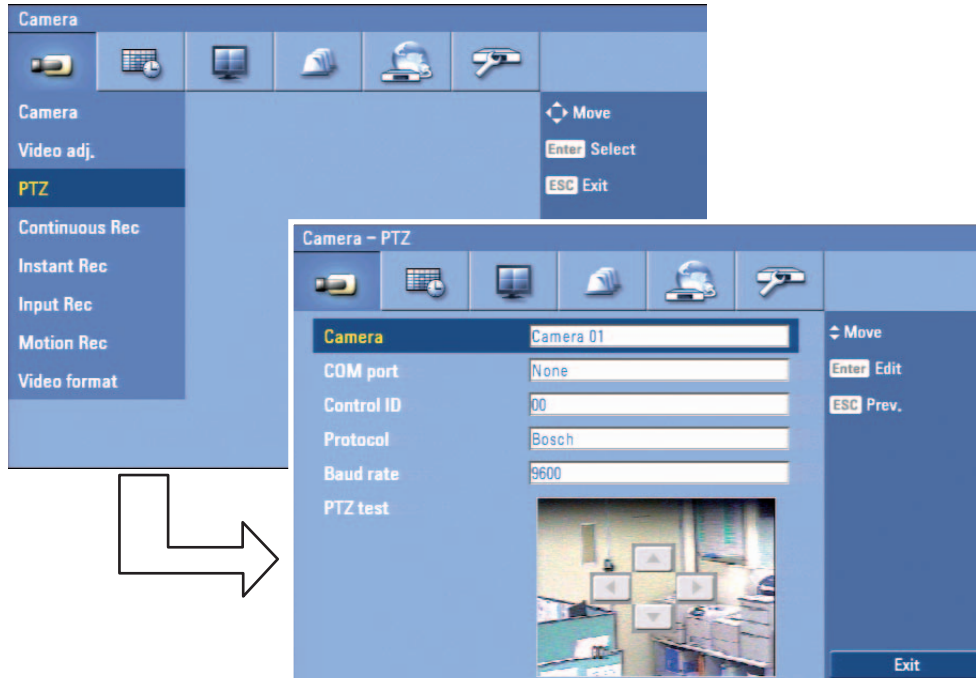 Camera
Camera
Video adj.
PTZ
Continuous Rec
Instant Rec
Input Rec
Motion Rec
Video format
Move
Enter Select
ESC Exit
Camera – PTZ
Camera Camera 01
COM port None
Control ID 00
Protocol Bosch
Baud rate 9600
PTZ test
Move
Enter Edit
ESC Prev.
Exit